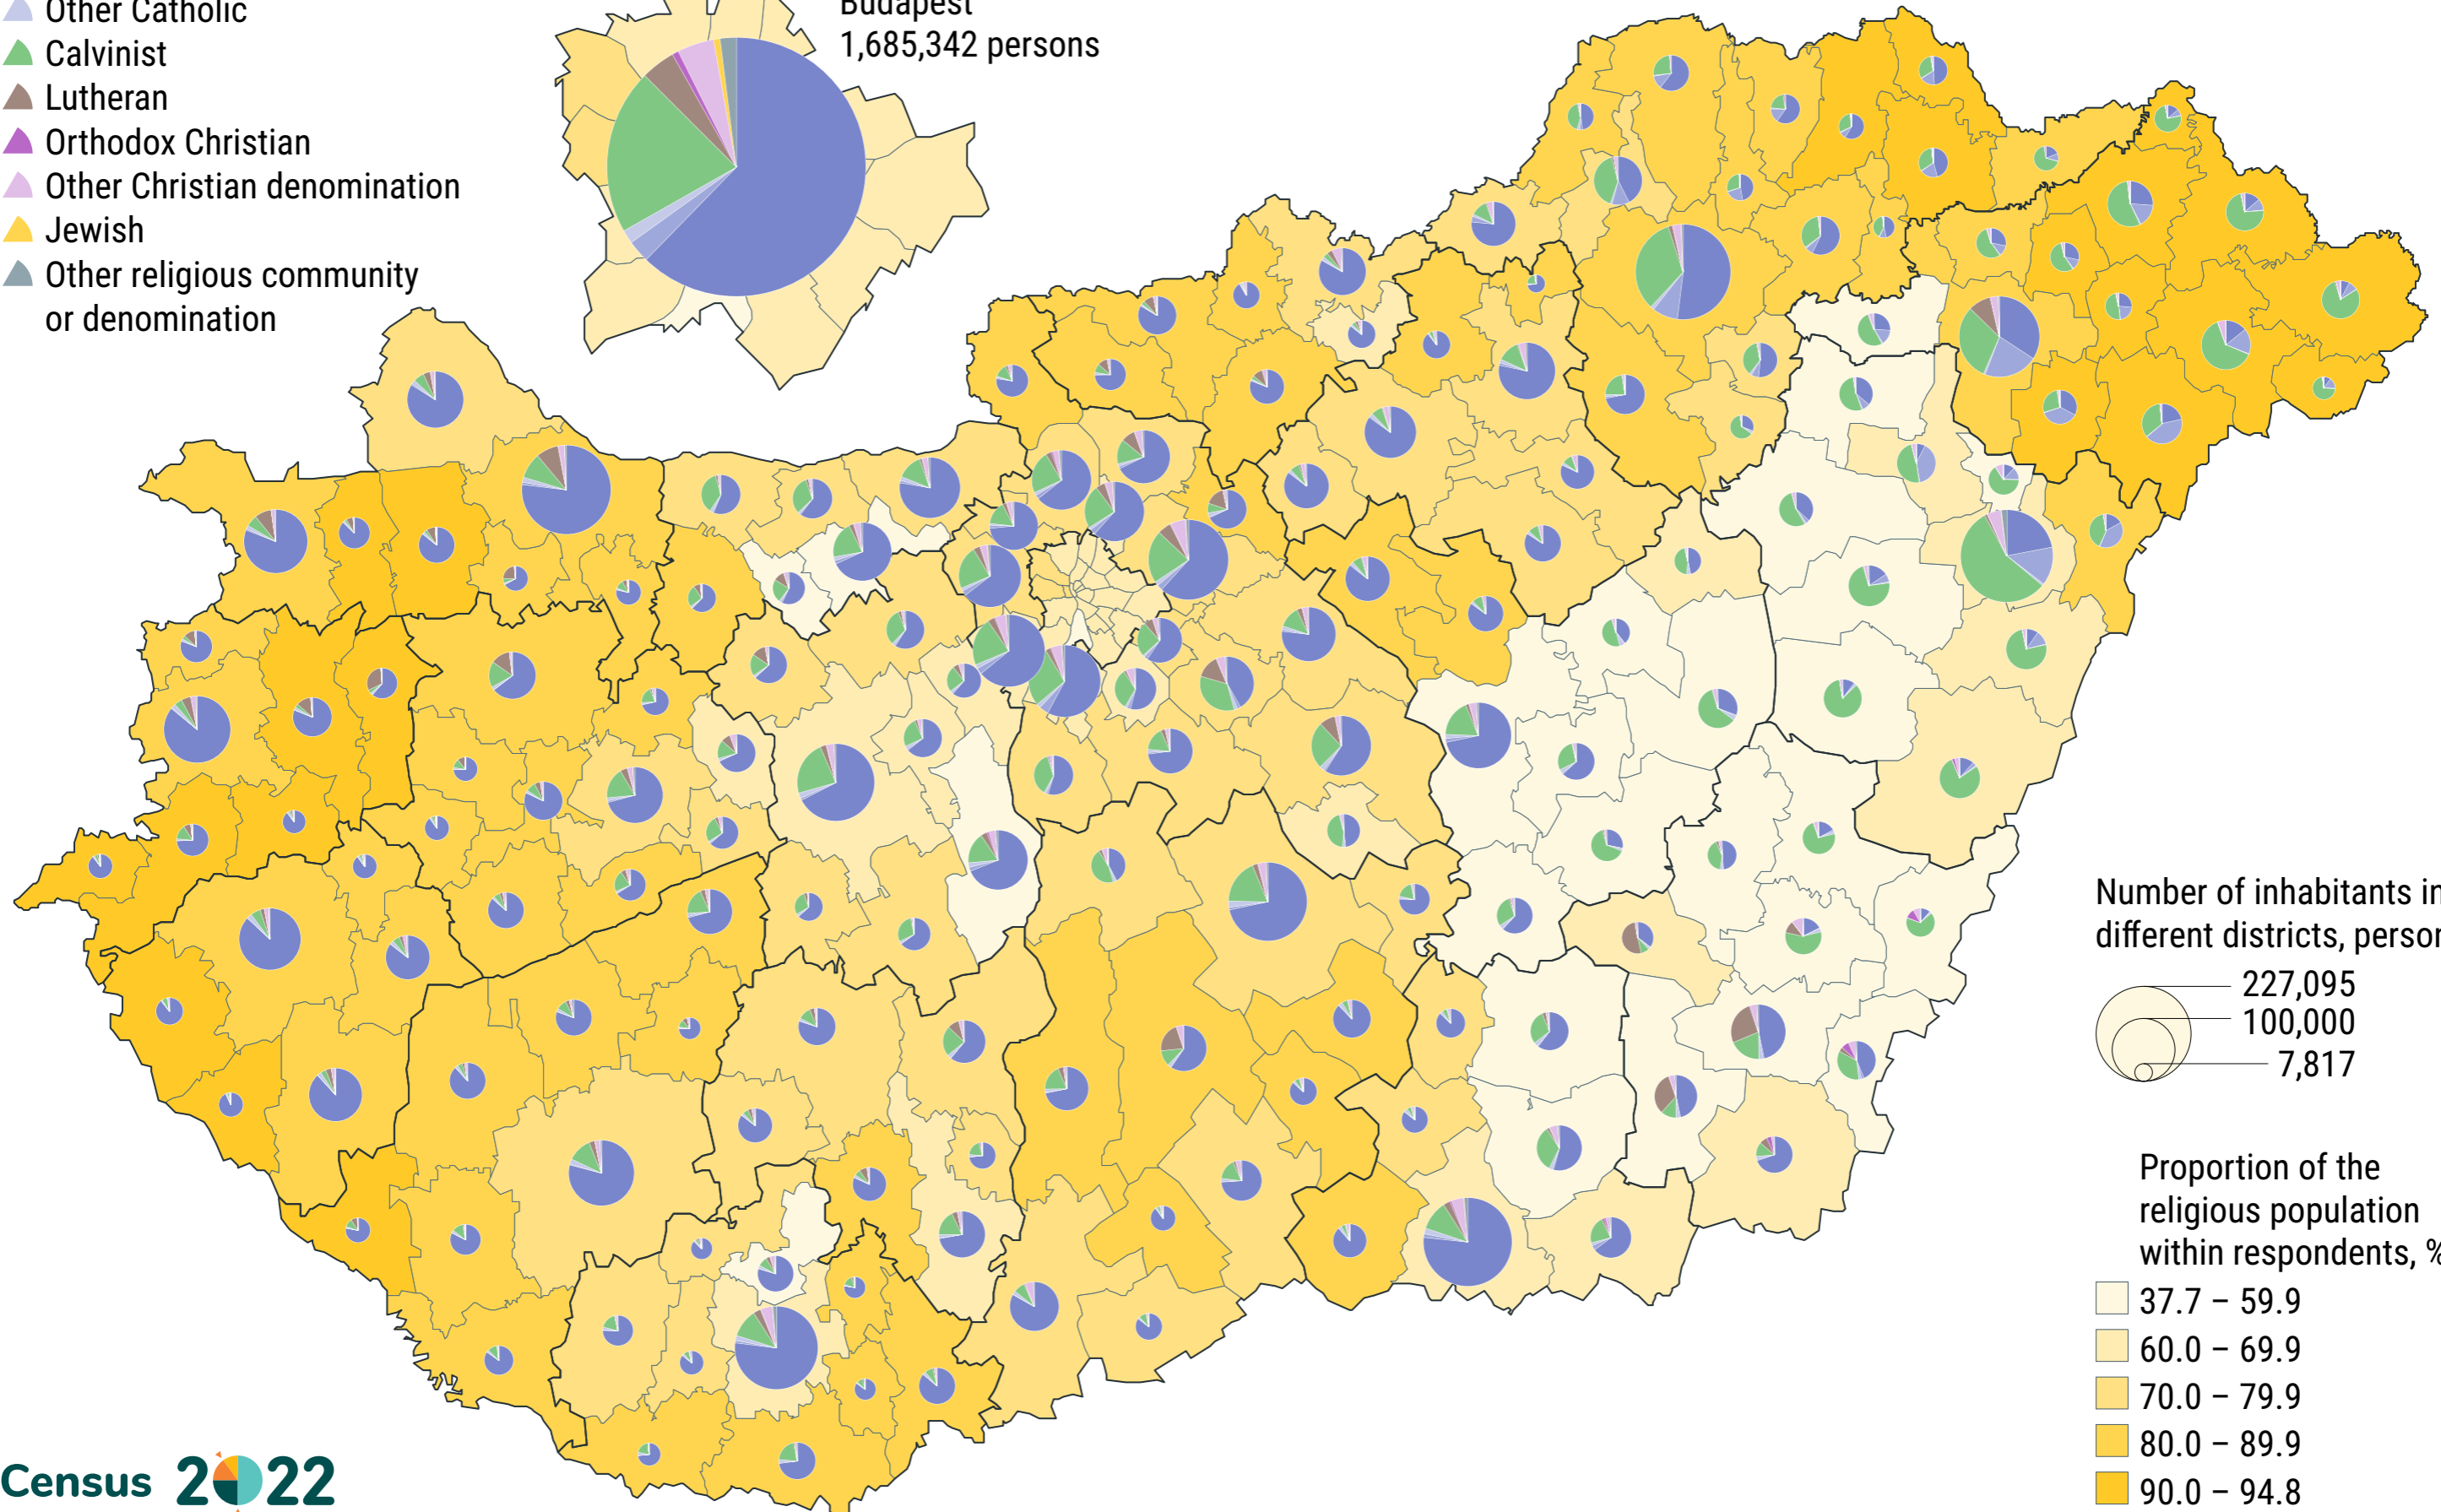 Other Catholic
Calvinist
Lutheran
Orthodox Christian
Other Christian denomination
Jewish
Other religious community
or denomination
Budapest
1,685,342 persons
Number of inhabitants in
different districts, person
227,095
100,000
7,817
Proportion of the
religious population
within respondents, %
37.7 – 59.9
60.0 – 69.9
70.0 – 79.9
80.0 – 89.9
90.0 – 94.8
Census 2022